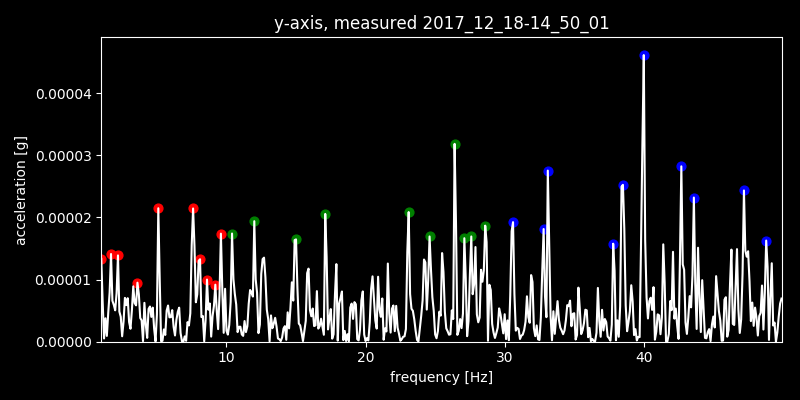 y-axis, measured 2017_12_18-14_50_01
acceleration [g]
0.00004
0.00003
0.00002
0.00001
0.00000
10 20 30 40
frequency [Hz]